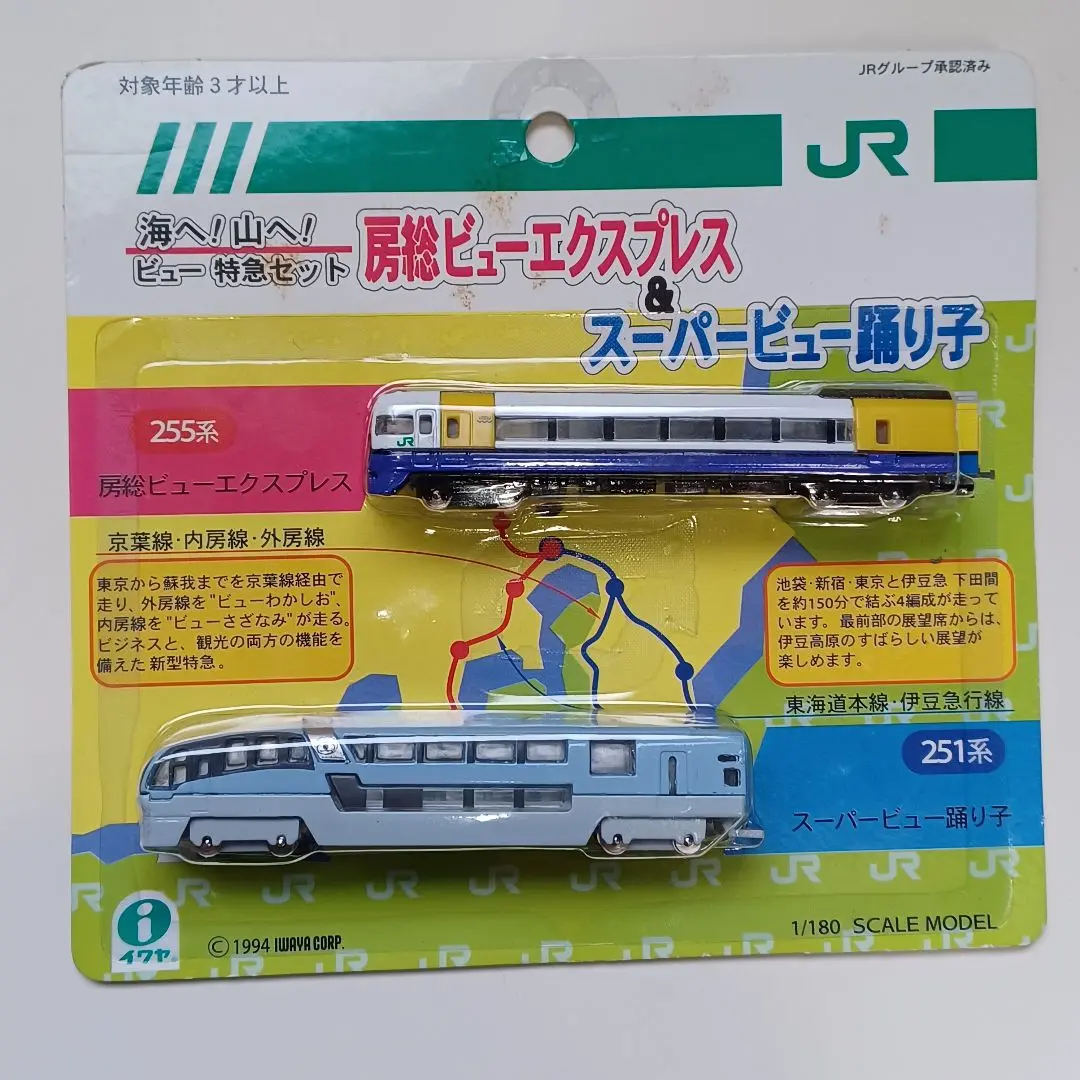 対象年齢3才以上
JRグループ承認済み
JR
海へ!山へ!
ビュー 特急セット
房総ビューエクスプレス
&
スーパービュー踊り子
255系
房総ビューエクスプレス
JR
京葉線・内房線・外房線
東京から蘇我までを京葉線経由で
走り、外房線を"ビューわかしお"、
内房線を"ビューさざなみ"が走る。
ビジネスと、観光の両方の機能を
備えた新型特急。
池袋・新宿・東京と伊豆急 下田間
を約150分で結ぶ4編成が走って
います。最前部の展望席からは、
伊豆高原のすばらしい展望が
楽しめます。
東海道本線・伊豆急行線
251系
スーパービュー踊り子
イワヤ
© 1994 IWAYA CORP.
1/180 SCALE MODEL